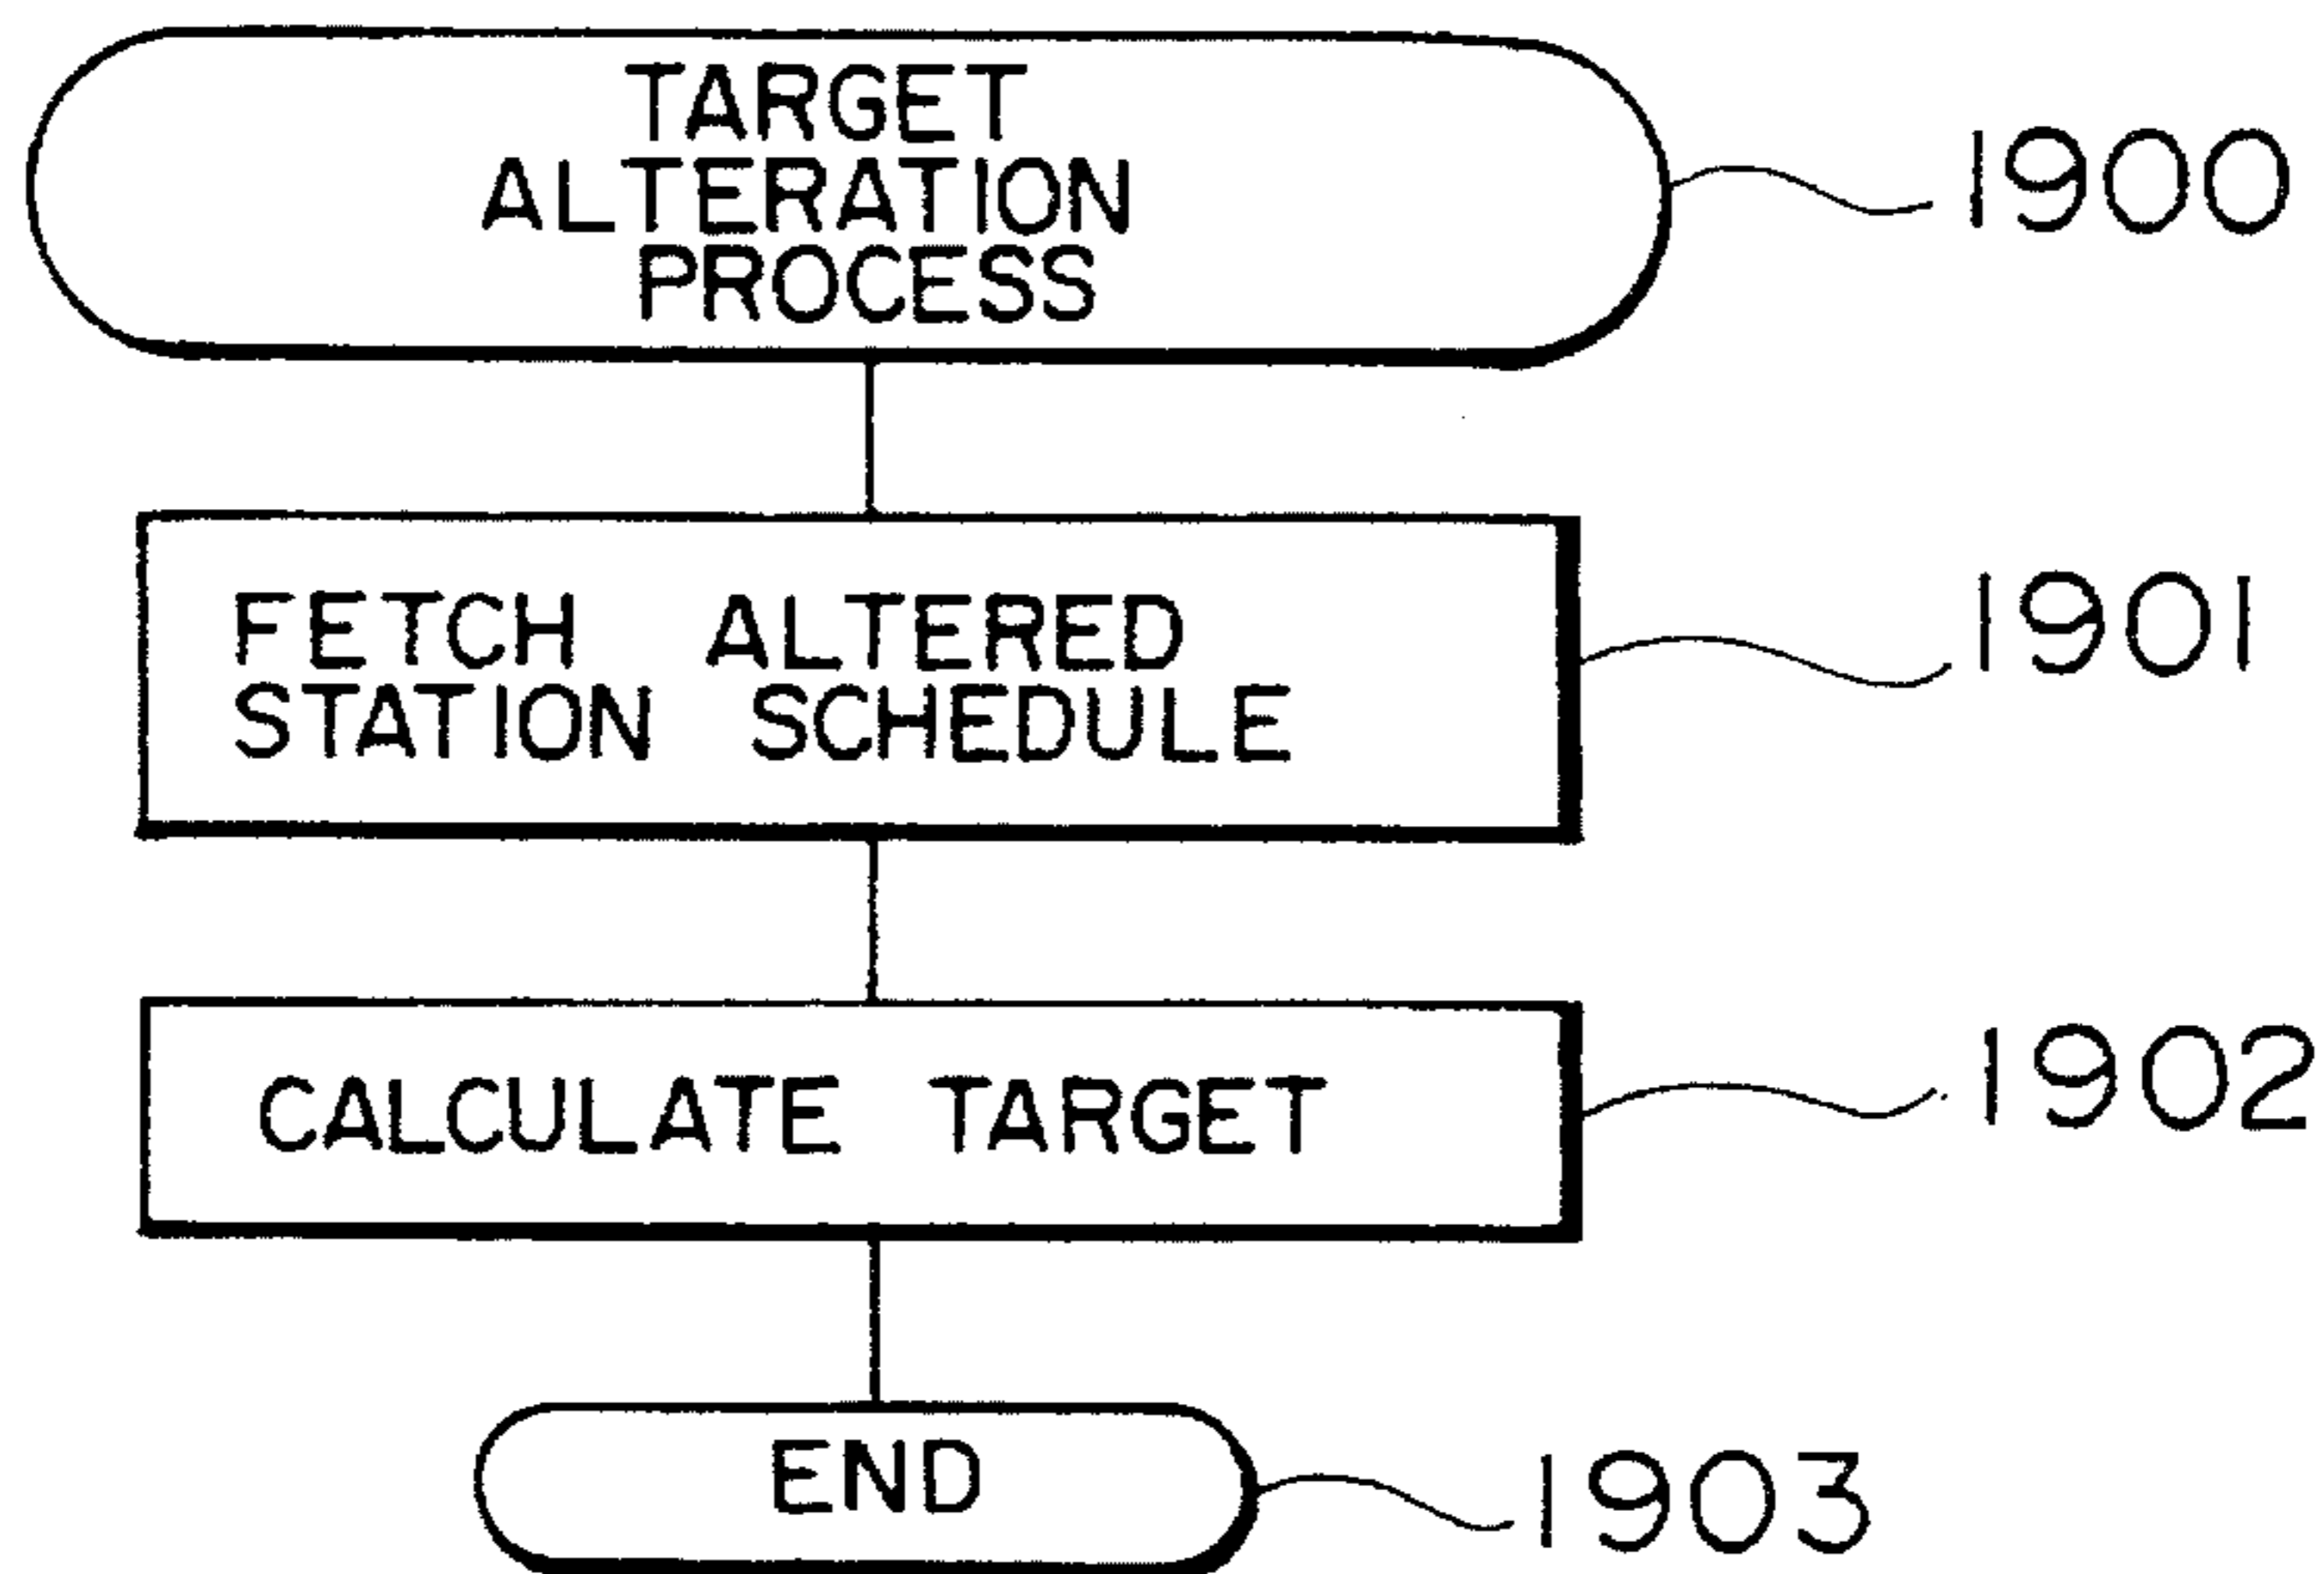 TARGET
ALTERATION
PROCESS
1900
FETCH ALTERED
STATION SCHEDULE
1901
CALCULATE TARGET
1902
END
1903